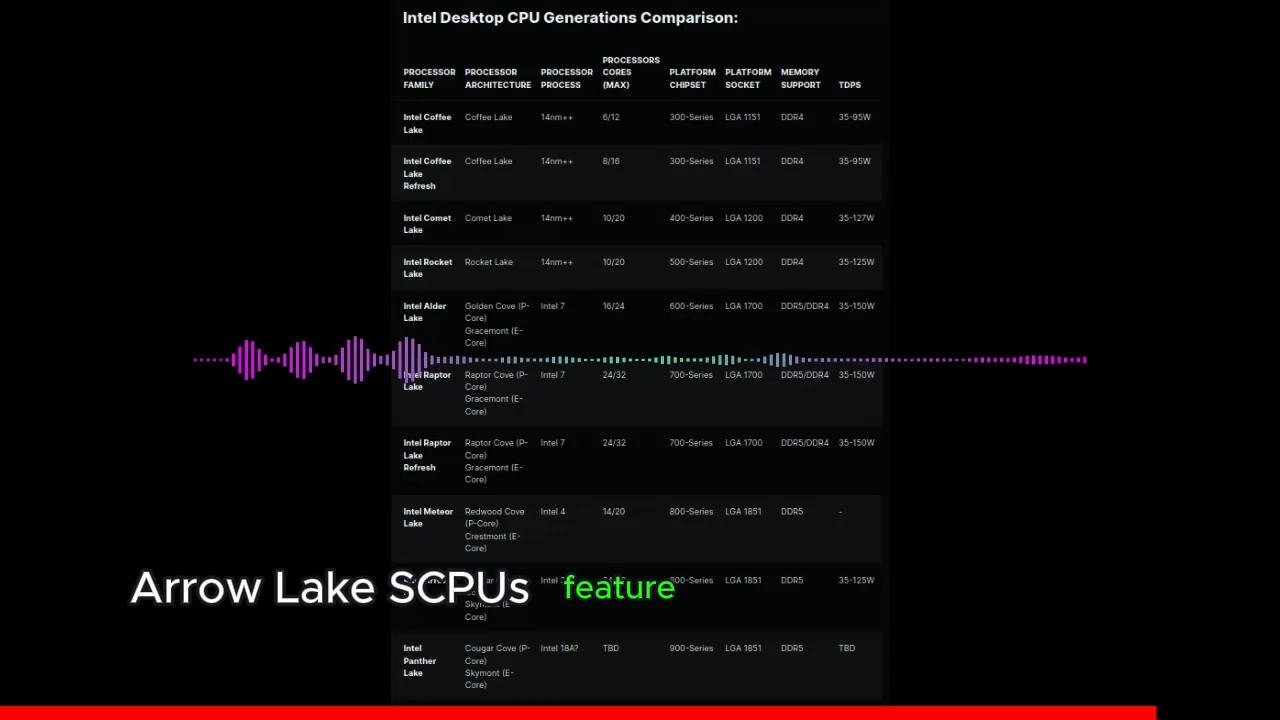 Intel Desktop CPU Generations Comparison:
PROCESSOR FAMILY PROCESSOR ARCHITECTURE PROCESSOR PROCESS PROCESSORS CORES (MAX) PLATFORM CHIPSET PLATFORM SOCKET MEMORY SUPPORT TDPS
Intel Coffee Lake Coffee Lake 14nm++ 6/12 300-Series LGA 1151 DDR4 35-95W
Intel Coffee Lake Refresh Coffee Lake 14nm++ 8/16 300-Series LGA 1151 DDR4 35-95W
Intel Comet Lake Comet Lake 14nm++ 10/20 400-Series LGA 1200 DDR4 35-127W
Intel Rocket Lake Rocket Lake 14nm++ 10/20 500-Series LGA 1200 DDR4 35-125W
Intel Alder Lake Golden Cove (P-Core) Gracemont (E-Core) Intel 7 16/24 600-Series LGA 1700 DDR5/DDR4 35-150W
Intel Raptor Lake Raptor Cove (P-Core) Gracemont (E-Core) Intel 7 24/32 700-Series LGA 1700 DDR5/DDR4 35-150W
Intel Raptor Lake Refresh Raptor Cove (P-Core) Gracemont (E-Core) Intel 7 24/32 700-Series LGA 1700 DDR5/DDR4 35-150W
Intel Meteor Lake Redwood Cove (P-Core) Crestmont (E-Core) Intel 4 14/20 800-Series LGA 1851 DDR5 -
LGA 1851 DDR5 35-125W
Arrow Lake SCPUs feature
Core)
Intel Panther Lake Cougar Cove (P-Core) Skymont (E-Core) Intel 18A? TBD 900-Series LGA 1851 DDR5 TBD